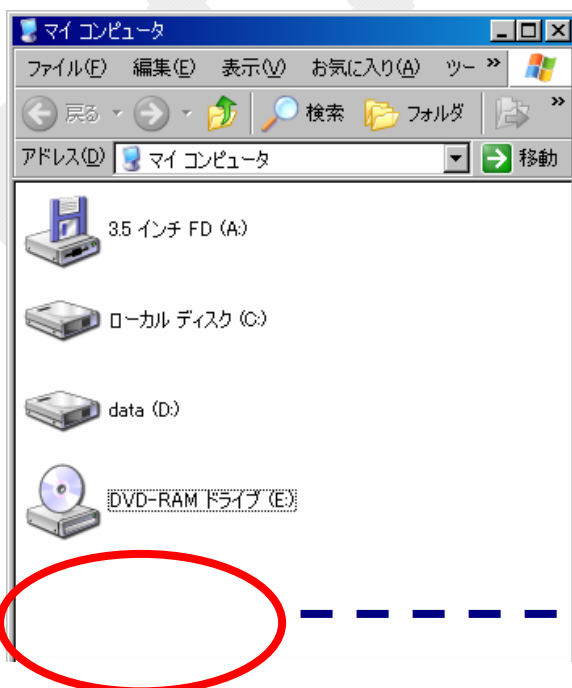 マイ コンピュータ
ファイル(F) 編集(E) 表示(V) お気に入り(A) ツー »
戻る 検索 フォルダ »
アドレス(D) マイ コンピュータ 移動
3.5 インチ FD (A:)
ローカル ディスク (C:)
data (D:)
DVD-RAM ドライブ (E:)